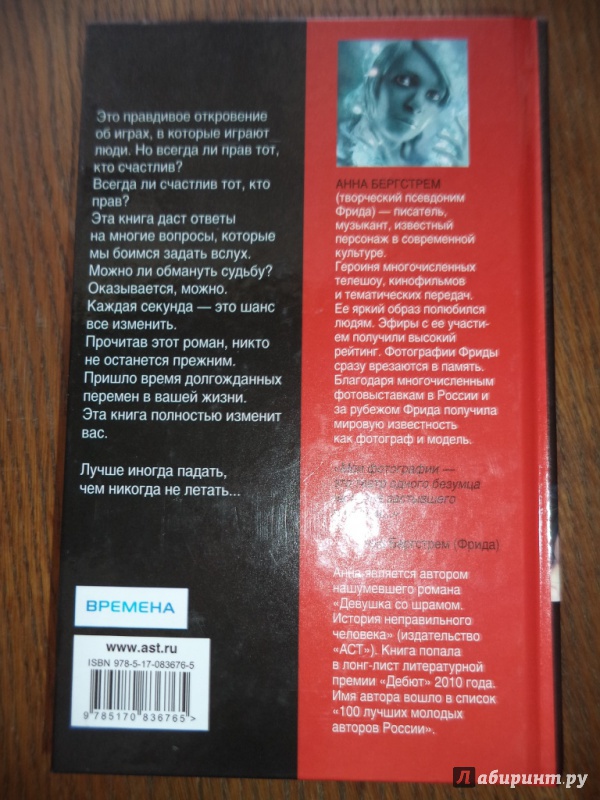 Это правдивое откровение
об играх, в которые играют
люди. Но всегда ли прав тот,
кто счастлив?
Всегда ли счастлив тот, кто
прав?
Эта книга даст ответы
на многие вопросы, которые
мы боимся задать вслух.
Можно ли обмануть судьбу?
Оказывается, можно.
Каждая секунда — это шанс
все изменить.
Прочитав этот роман, никто
не останется прежним.
Пришло время долгожданных
перемен в вашей жизни.
Эта книга полностью изменит
вас.
Лучше иногда падать,
чем никогда не летать...
ВРЕМЕНА
www.ast.ru
ISBN 978-5-17-083676-5
9 785170 836765 >
АННА БЕРГСТРЕМ
(творческий псевдоним
Фрида) — писатель,
музыкант, известный
персонаж в современной
культуре.
Героиня многочисленных
телешоу, кинофильмов
и тематических передач.
Ее яркий образ полюбился
людям. Эфиры с ее участи-
ем получили высокий
рейтинг. Фотографии Фриды
сразу врезаются в память.
Благодаря многочисленным
фотовыставкам в России и
за рубежом Фрида получила
мировую известность
как фотограф и модель.
фотографии —
одного безумца
Бергстрем (Фрида)
Анна является автором
нашумевшего романа
«Девушка со шрамом.
История неправильного
человека» (издательство
«АСТ»). Книга попала
в лонг-лист литературной
премии «Дебют» 2010 года.
Имя автора вошло в список
«100 лучших молодых
авторов России».
Лабиринт.ру